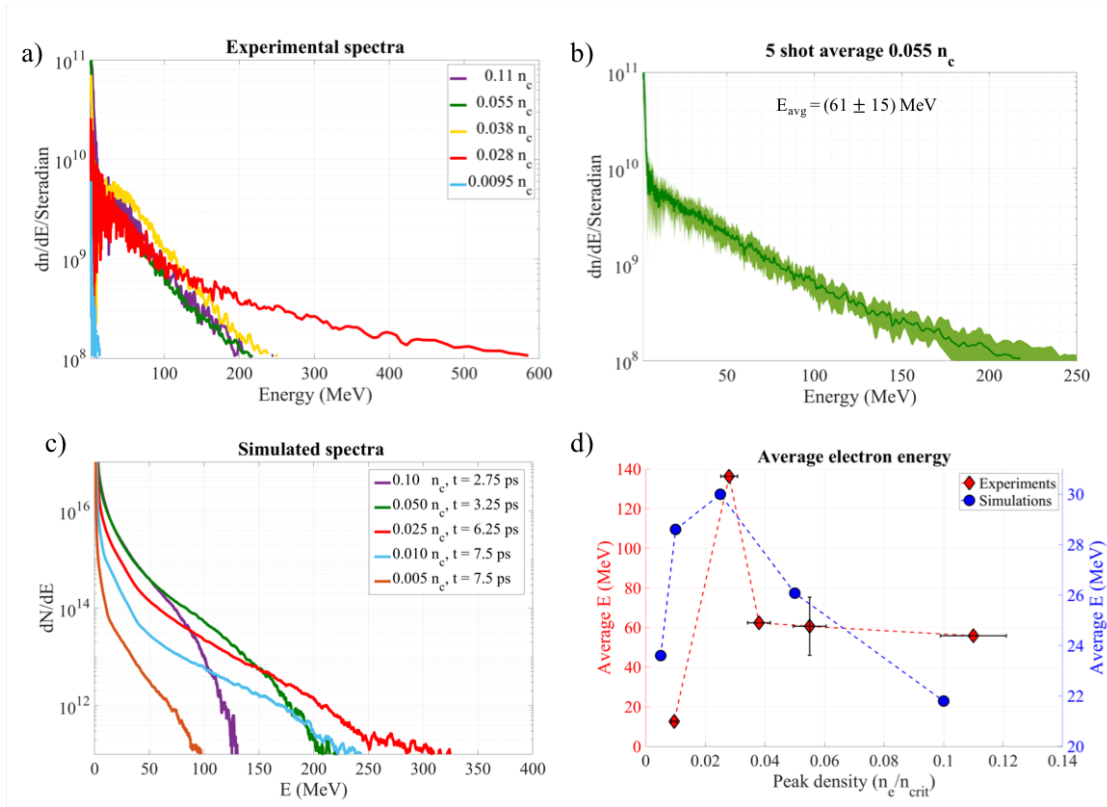 a)
Experimental spectra
10^11
10^10
10^9
10^8
dn/dE/Steradian
0.11 n_c
0.055 n_c
0.038 n_c
0.028 n_c
0.0095 n_c
100
200
300
400
500
600
Energy (MeV)
b)
5 shot average 0.055 n_c
E_avg = (61 ± 15) MeV
10^11
10^10
10^9
10^8
dn/dE/Steradian
50
100
150
200
250
Energy (MeV)
c)
Simulated spectra
10^16
10^14
10^12
dN/dE
0.10 n_c, t = 2.75 ps
0.050 n_c, t = 3.25 ps
0.025 n_c, t = 6.25 ps
0.010 n_c, t = 7.5 ps
0.005 n_c, t = 7.5 ps
0
50
100
150
200
250
300
350
400
E (MeV)
d)
Average electron energy
Experiments
Simulations
140
120
100
80
60
40
20
0
Average E (MeV)
30
28
26
24
22
20
Average E (MeV)
0
0.02
0.04
0.06
0.08
0.1
0.12
0.14
Peak density (n_e/n_crit)